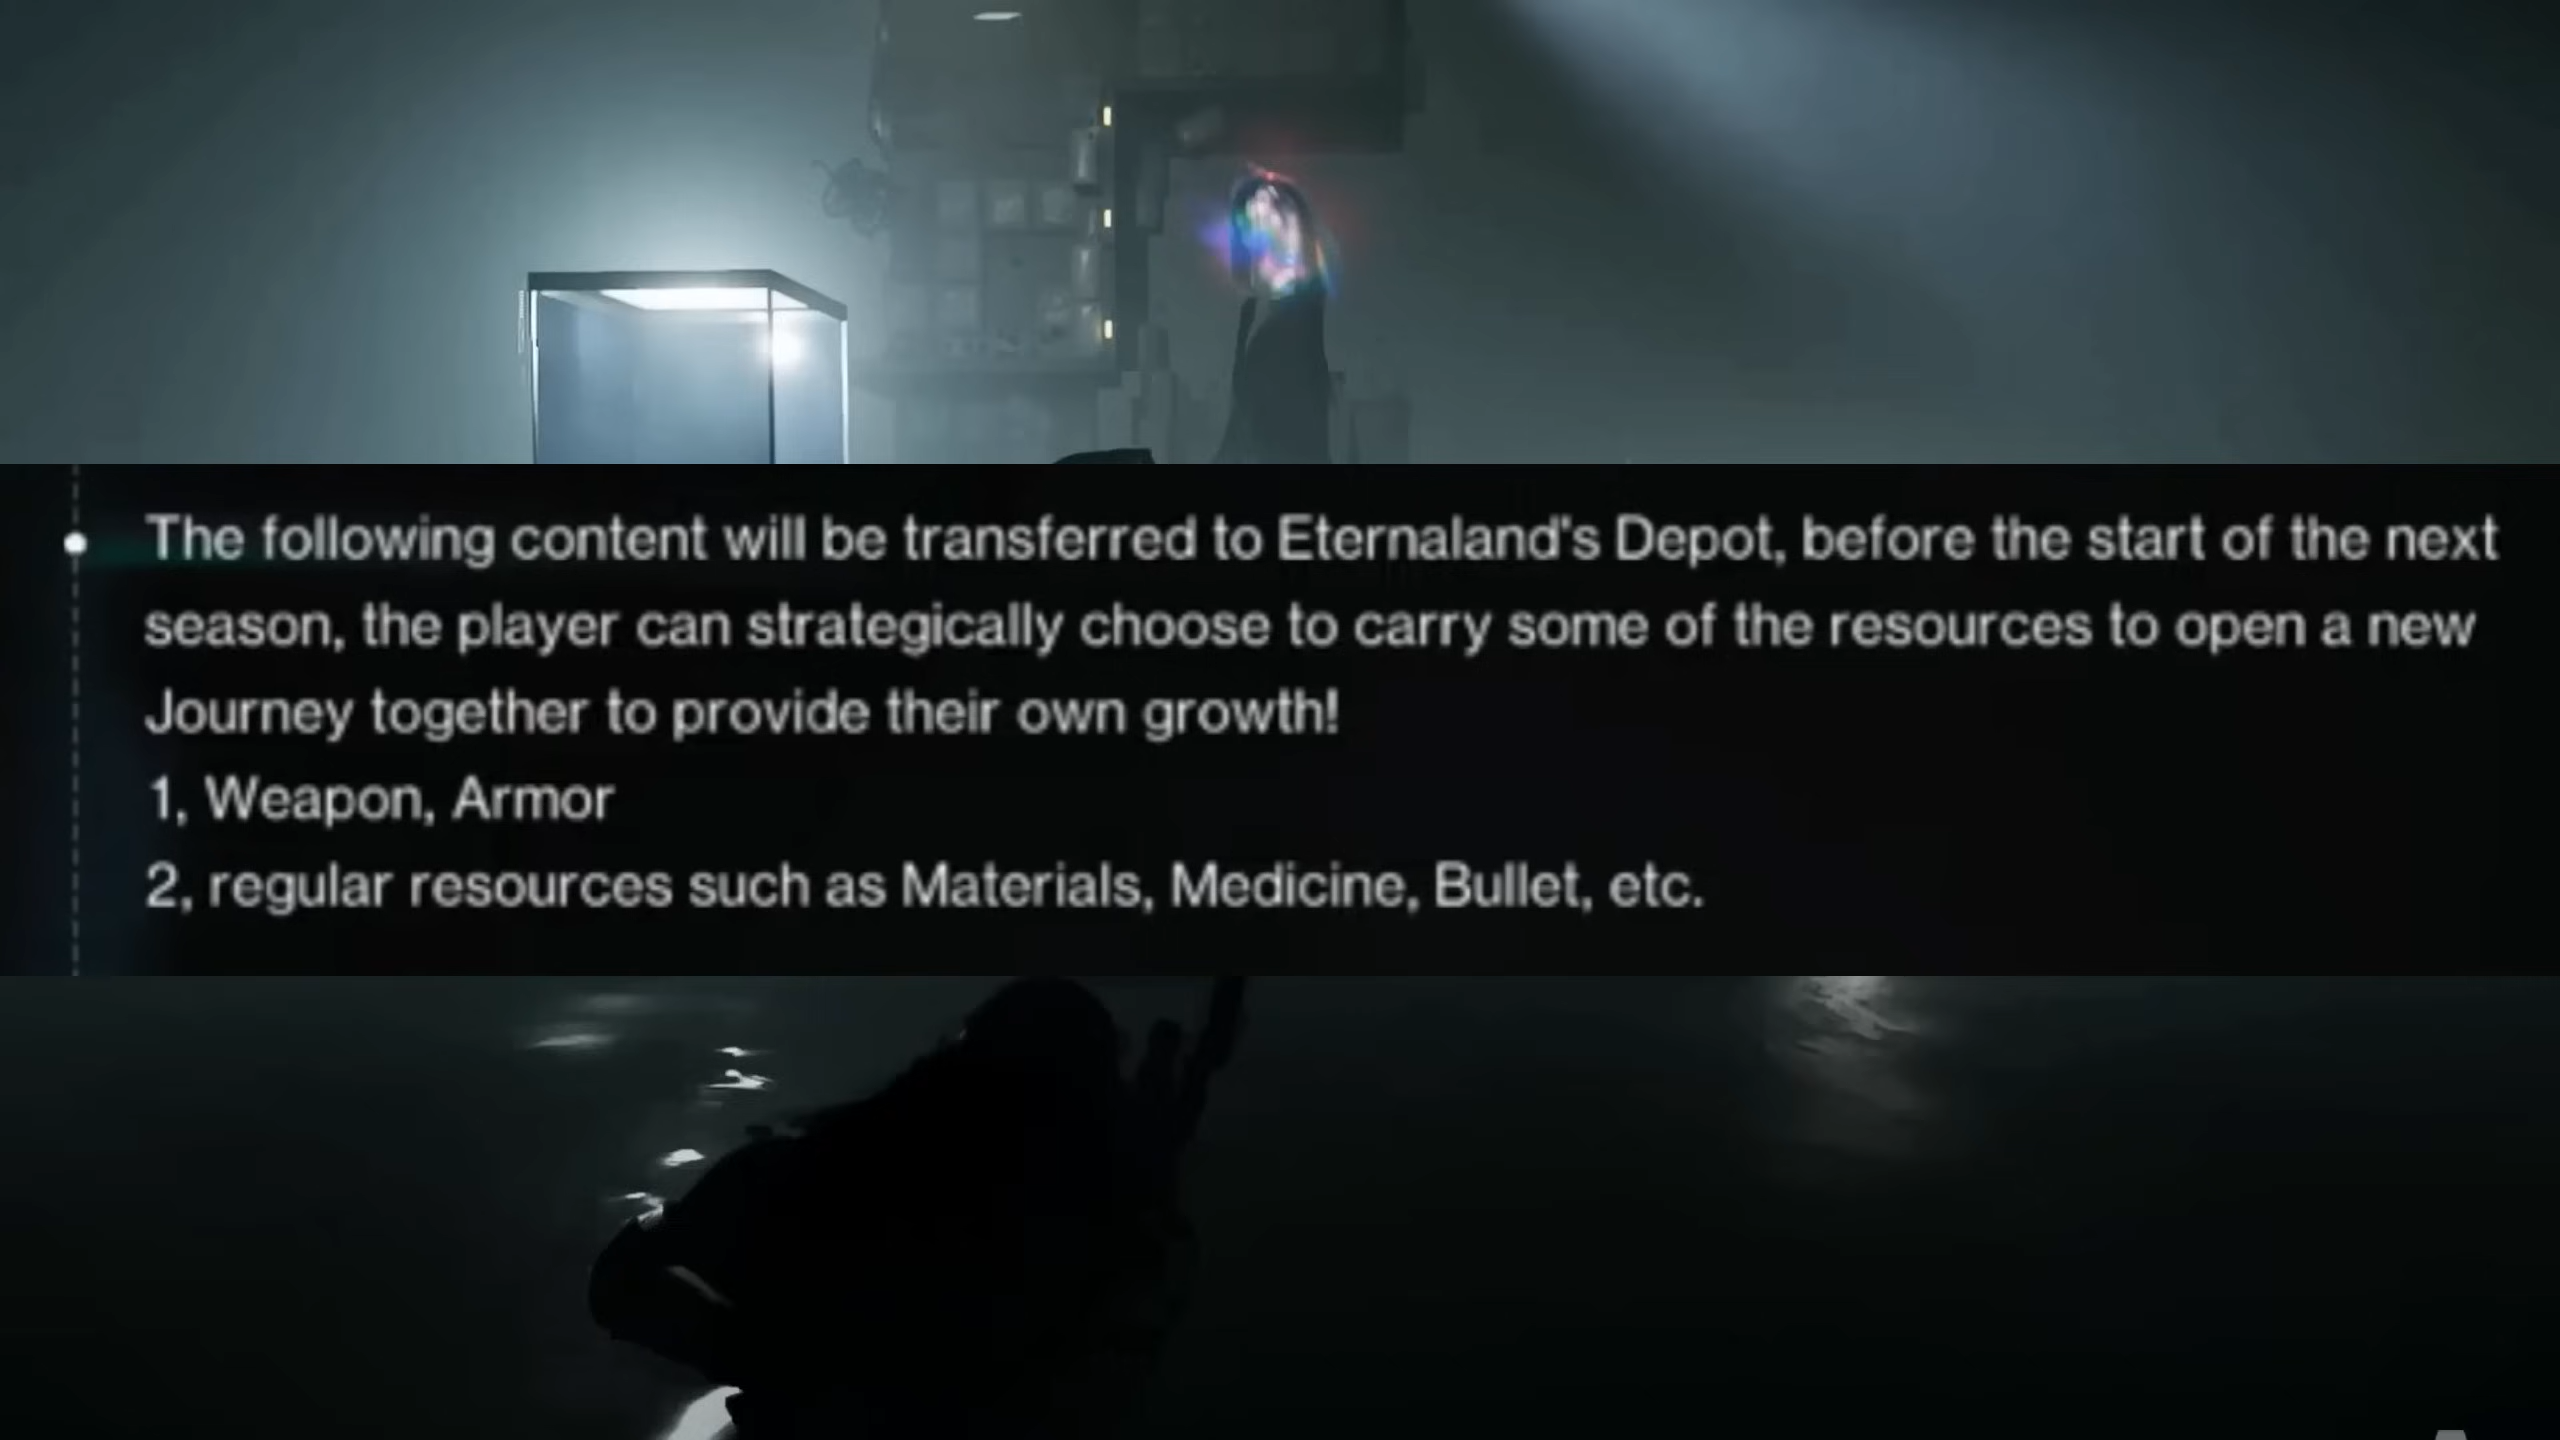 The following content will be transferred to Eternaland's Depot, before the start of the next
season, the player can strategically choose to carry some of the resources to open a new
Journey together to provide their own growth!
1, Weapon, Armor
2, regular resources such as Materials, Medicine, Bullet, etc.